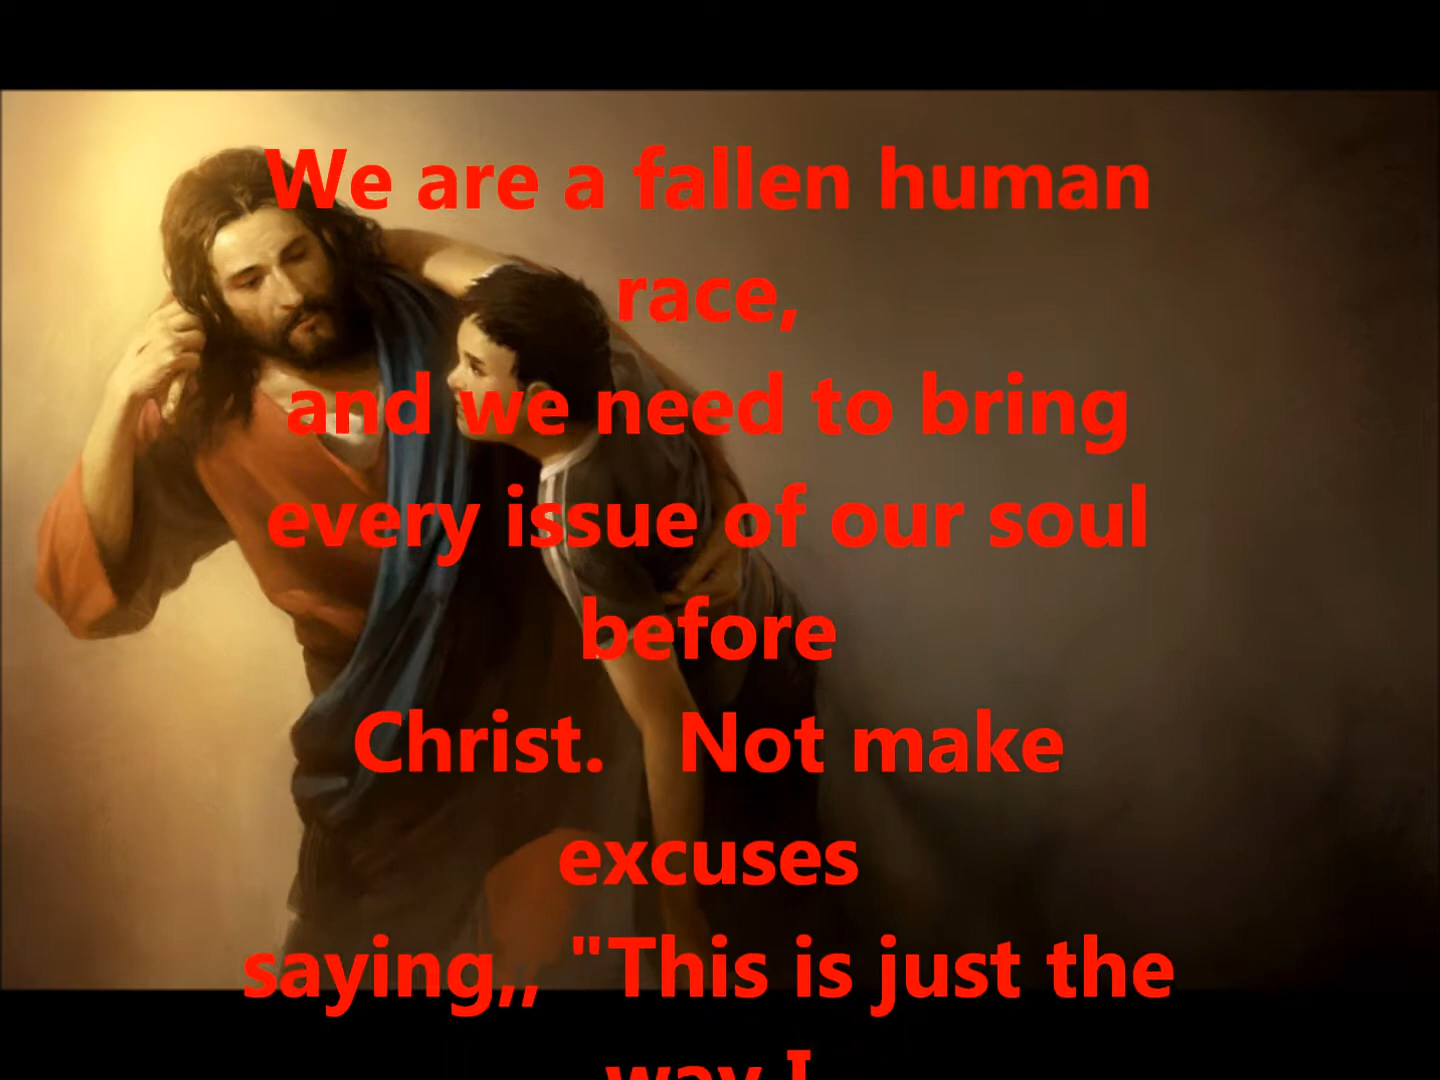 We are a fallen human
race,
and we need to bring
every issue of our soul
before
Christ.   Not make
excuses
saying,, "This is just the
way I